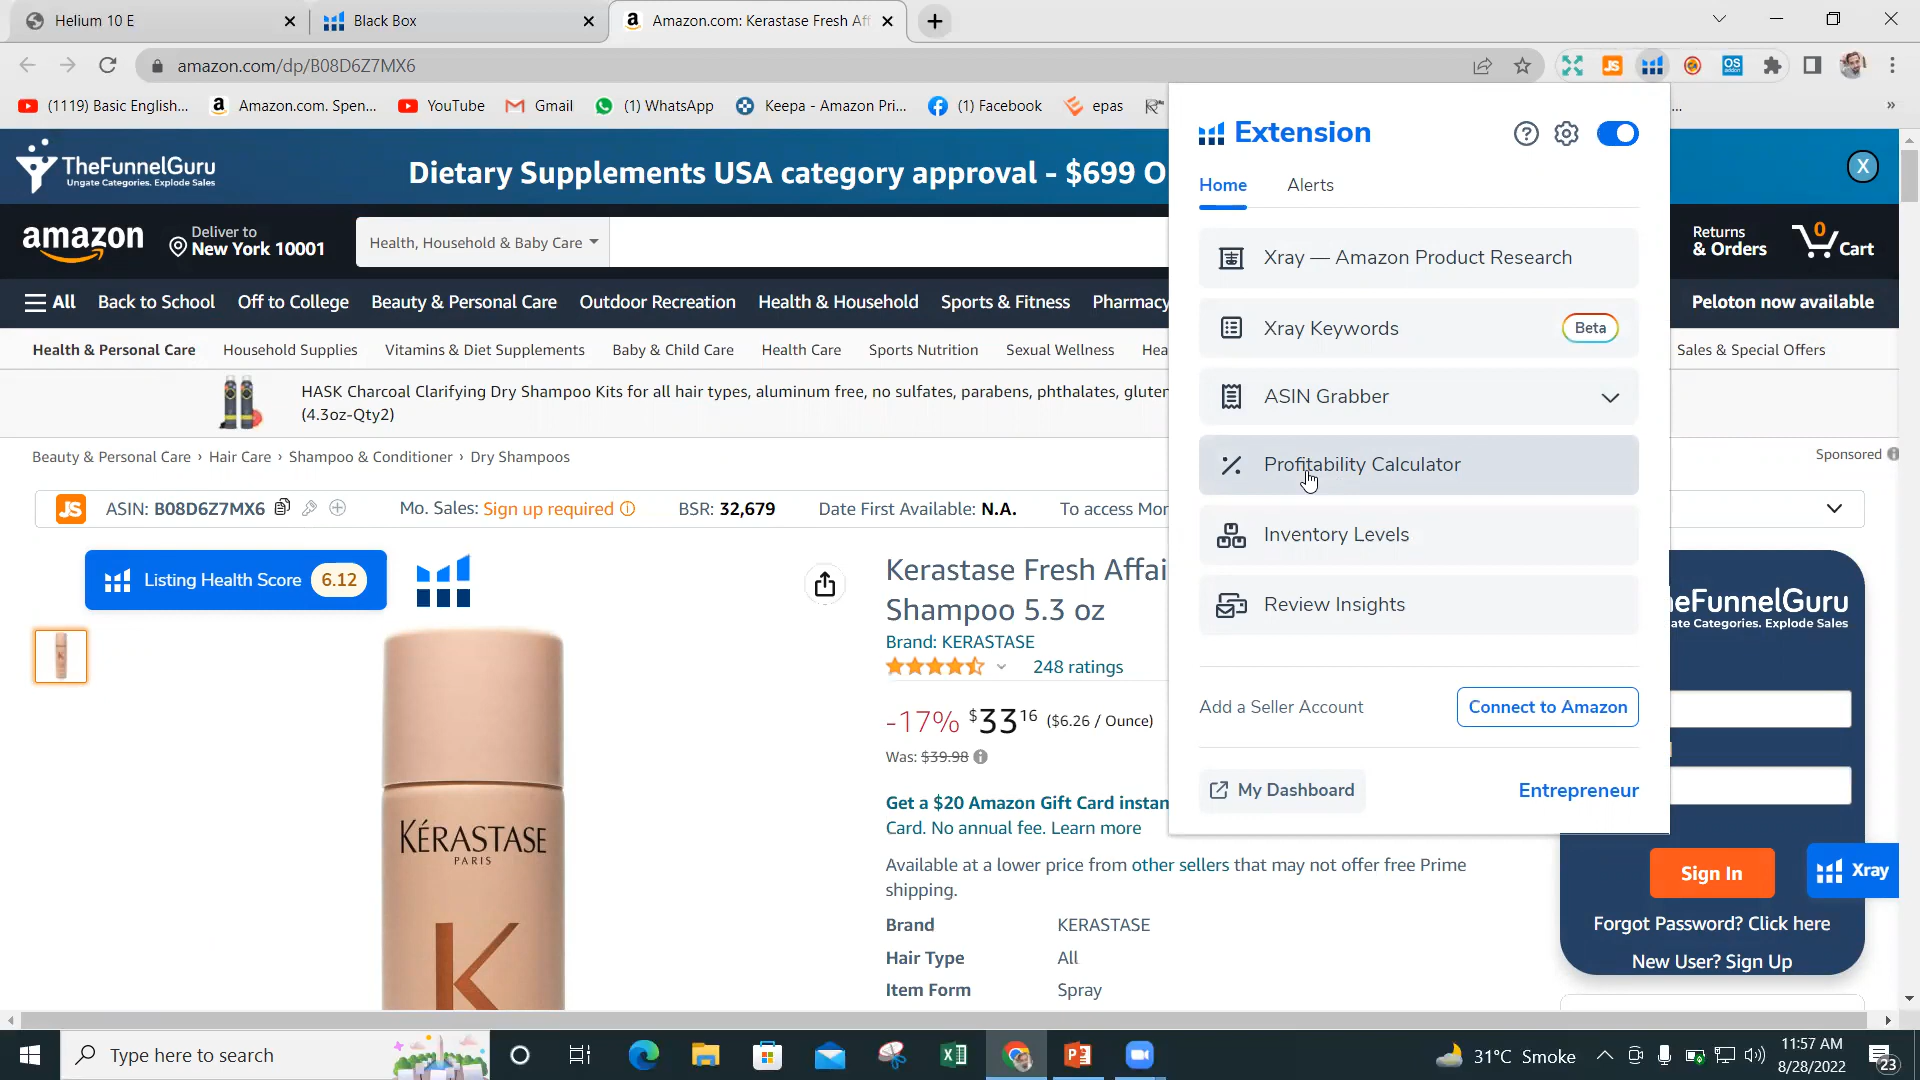 Helium 10 E
Black Box
Amazon.com: Kerastase Fresh Aff
amazon.com/dp/B08D6Z7MX6
(1119) Basic English...
Amazon.com. Spen...
YouTube
Gmail
(1) WhatsApp
Keepa - Amazon Pri...
(1) Facebook
epas
...
»
TheFunnelGuru
Ungate Categories. Explode Sales
Dietary Supplements USA category approval - $699 O
X
amazon
Deliver to
New York 10001
Health, Household & Baby Care
Returns
& Orders
0
Cart
All
Back to School
Off to College
Beauty & Personal Care
Outdoor Recreation
Health & Household
Sports & Fitness
Pharmacy
Peloton now available
Health & Personal Care
Household Supplies
Vitamins & Diet Supplements
Baby & Child Care
Health Care
Sports Nutrition
Sexual Wellness
Hea
Sales & Special Offers
HASK Charcoal Clarifying Dry Shampoo Kits for all hair types, aluminum free, no sulfates, parabens, phthalates, gluten
(4.3oz-Qty2)
Beauty & Personal Care › Hair Care › Shampoo & Conditioner › Dry Shampoos
Sponsored
JS
ASIN: B08D6Z7MX6
Mo. Sales: Sign up required
BSR: 32,679
Date First Available: N.A.
To access Mor
Listing Health Score 6.12
Kerastase Fresh Affai
Shampoo 5.3 oz
Brand: KERASTASE
248 ratings
-17% $33 16 ($6.26 / Ounce)
Was: $39.98
Get a $20 Amazon Gift Card instan
Card. No annual fee. Learn more
Available at a lower price from other sellers that may not offer free Prime
shipping.
Brand KERASTASE
Hair Type All
Item Form Spray
KÉRASTASE
PARIS
K
Extension
Home
Alerts
Xray — Amazon Product Research
Xray Keywords
Beta
ASIN Grabber
Profitability Calculator
Inventory Levels
Review Insights
Add a Seller Account
Connect to Amazon
My Dashboard
Entrepreneur
eFunnelGuru
ate Categories. Explode Sales
Sign In
Xray
Forgot Password? Click here
New User? Sign Up
Type here to search
31°C Smoke
11:57 AM
8/28/2022
23